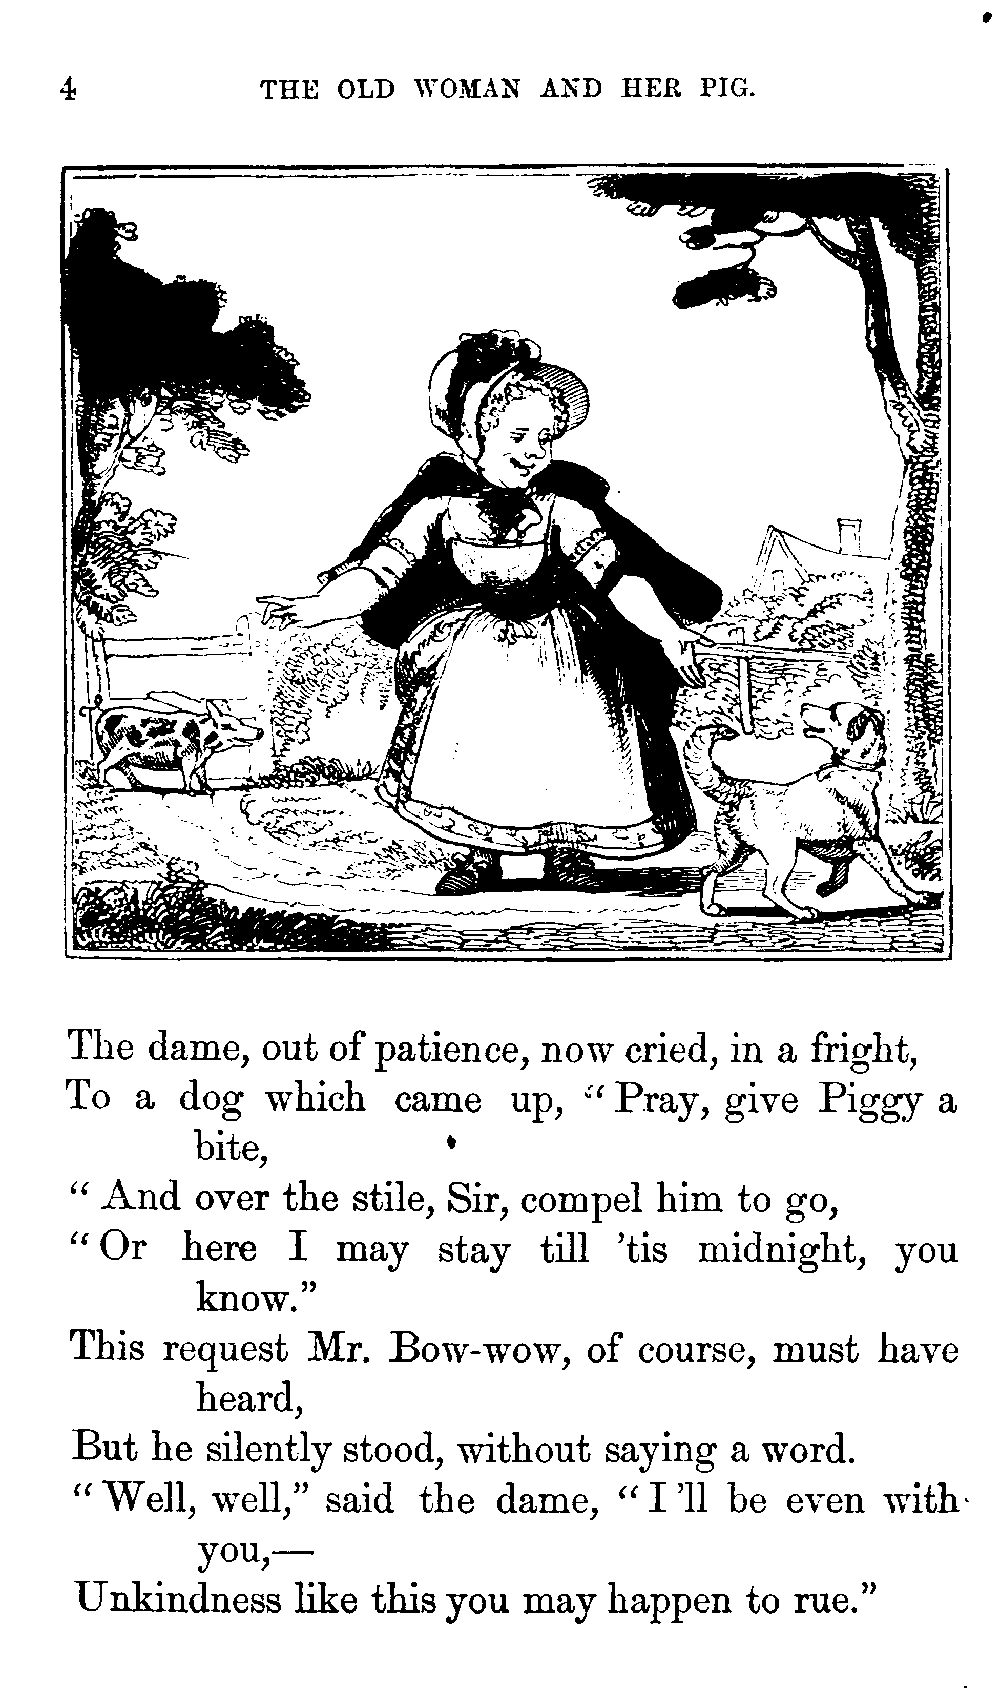 4 THE OLD WOMAN AND HER PIG.
The dame, out of patience, now cried, in a fright,
To a dog which came up, “Pray, give Piggy a
bite,
“And over the stile, Sir, compel him to go,
“Or here I may stay till ’tis midnight, you
know.”
This request Mr. Bow-wow, of course, must have
heard,
But he silently stood, without saying a word.
“Well, well,” said the dame, “I ’ll be even with
you,—
Unkindness like this you may happen to rue.”